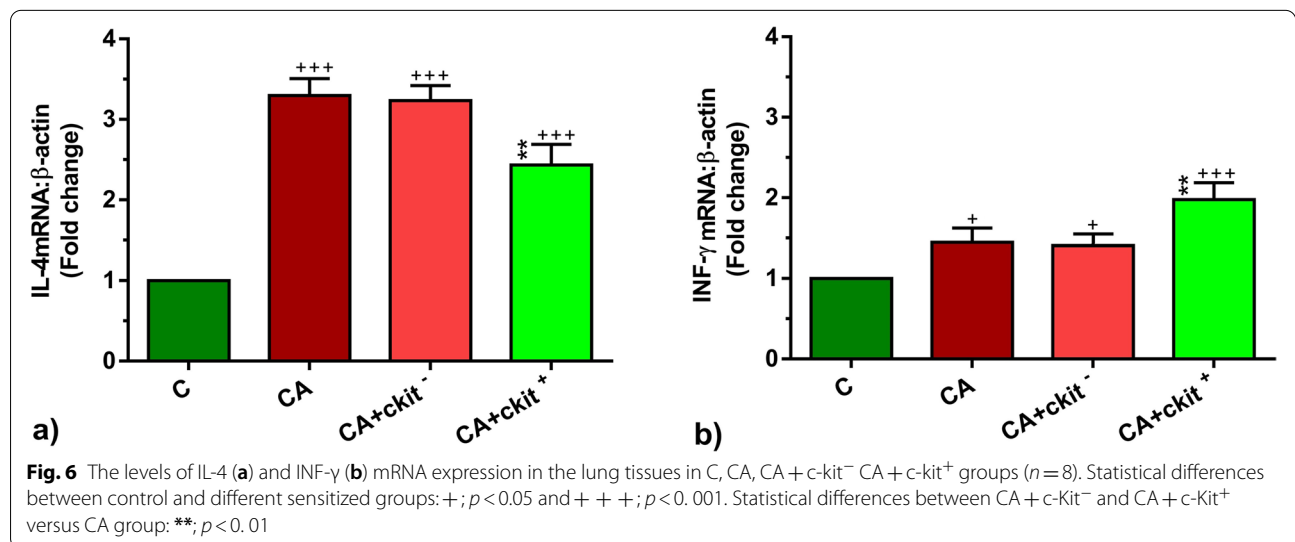 IL-4mRNA:β-actin
(Fold change)
4
3
2
1
0
+++
+++
** +++
C
CA
CA+ckit -
CA+ckit +
a)
INF-γ mRNA:β-actin
(Fold change)
4
3
2
1
0
+
+
** +++
C
CA
CA+ckit -
CA+ckit +
b)
Fig. 6 The levels of IL-4 (a) and INF-γ (b) mRNA expression in the lung tissues in C, CA, CA + c-kit⁻ CA + c-kit⁺ groups (n = 8). Statistical differences
between control and different sensitized groups: +; p < 0.05 and + + +; p < 0. 001. Statistical differences between CA + c-Kit⁻ and CA + c-Kit⁺
versus CA group: **; p < 0. 01